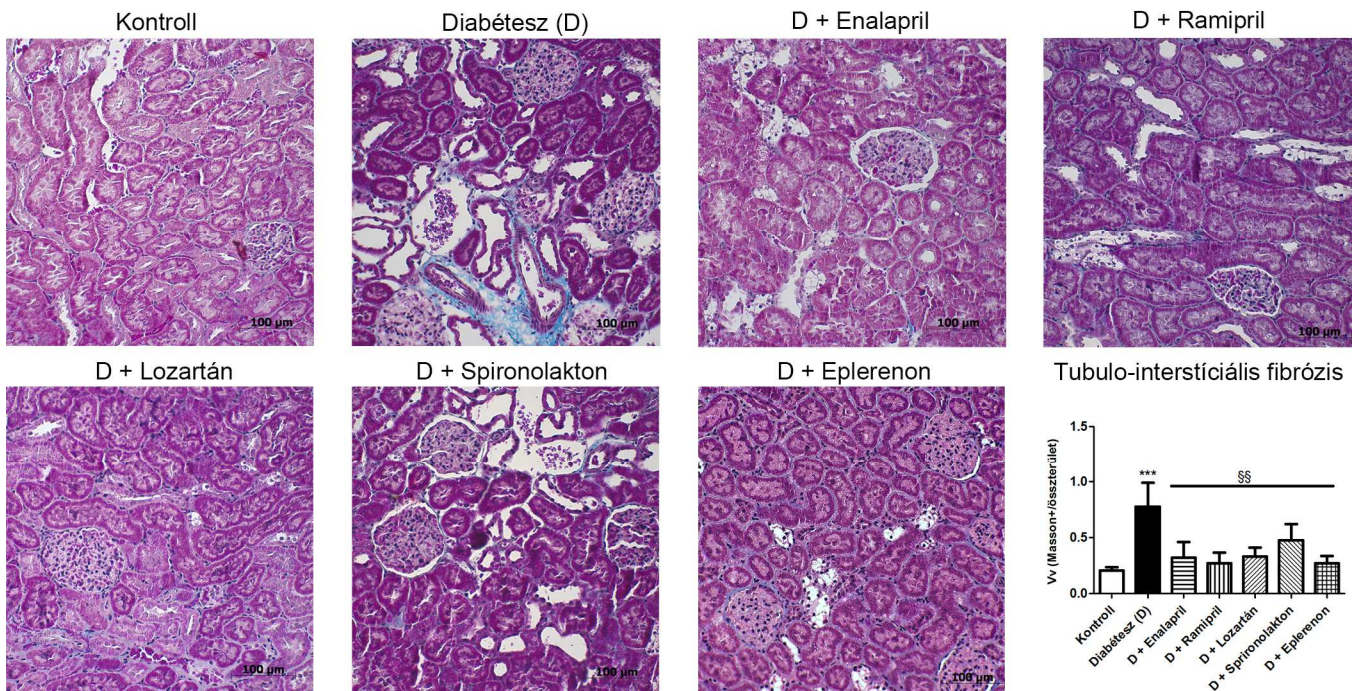 Kontroll
Diabétesz (D)
D + Enalapril
D + Ramipril
100 µm
100 µm
100 µm
100 µm
D + Lozartán
D + Spironolakton
D + Eplerenon
Tubulo-interstíciális fibrózis
100 µm
100 µm
100 µm
Vv (Masson+/összterület)
1.5
1.0
0.5
0.0
***
§§
Kontroll
Diabétesz (D)
D + Enalapril
D + Ramipril
D + Lozartán
D + Sprironolakton
D + Eplerenon